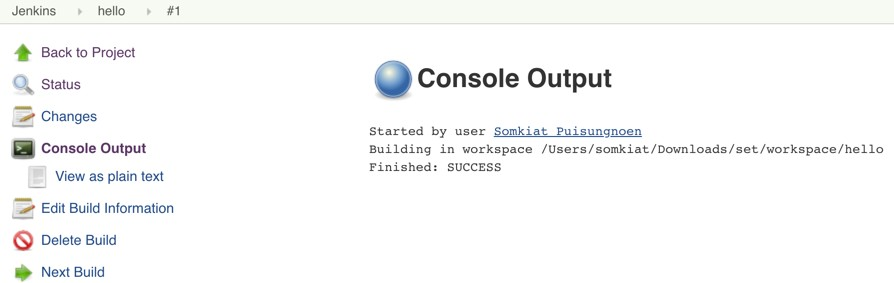 Jenkins hello #1
Back to Project
Status
Changes
Console Output
View as plain text
Edit Build Information
Delete Build
Next Build
Console Output
Started by user Somkiat Puisungnoen
Building in workspace /Users/somkiat/Downloads/set/workspace/hello
Finished: SUCCESS